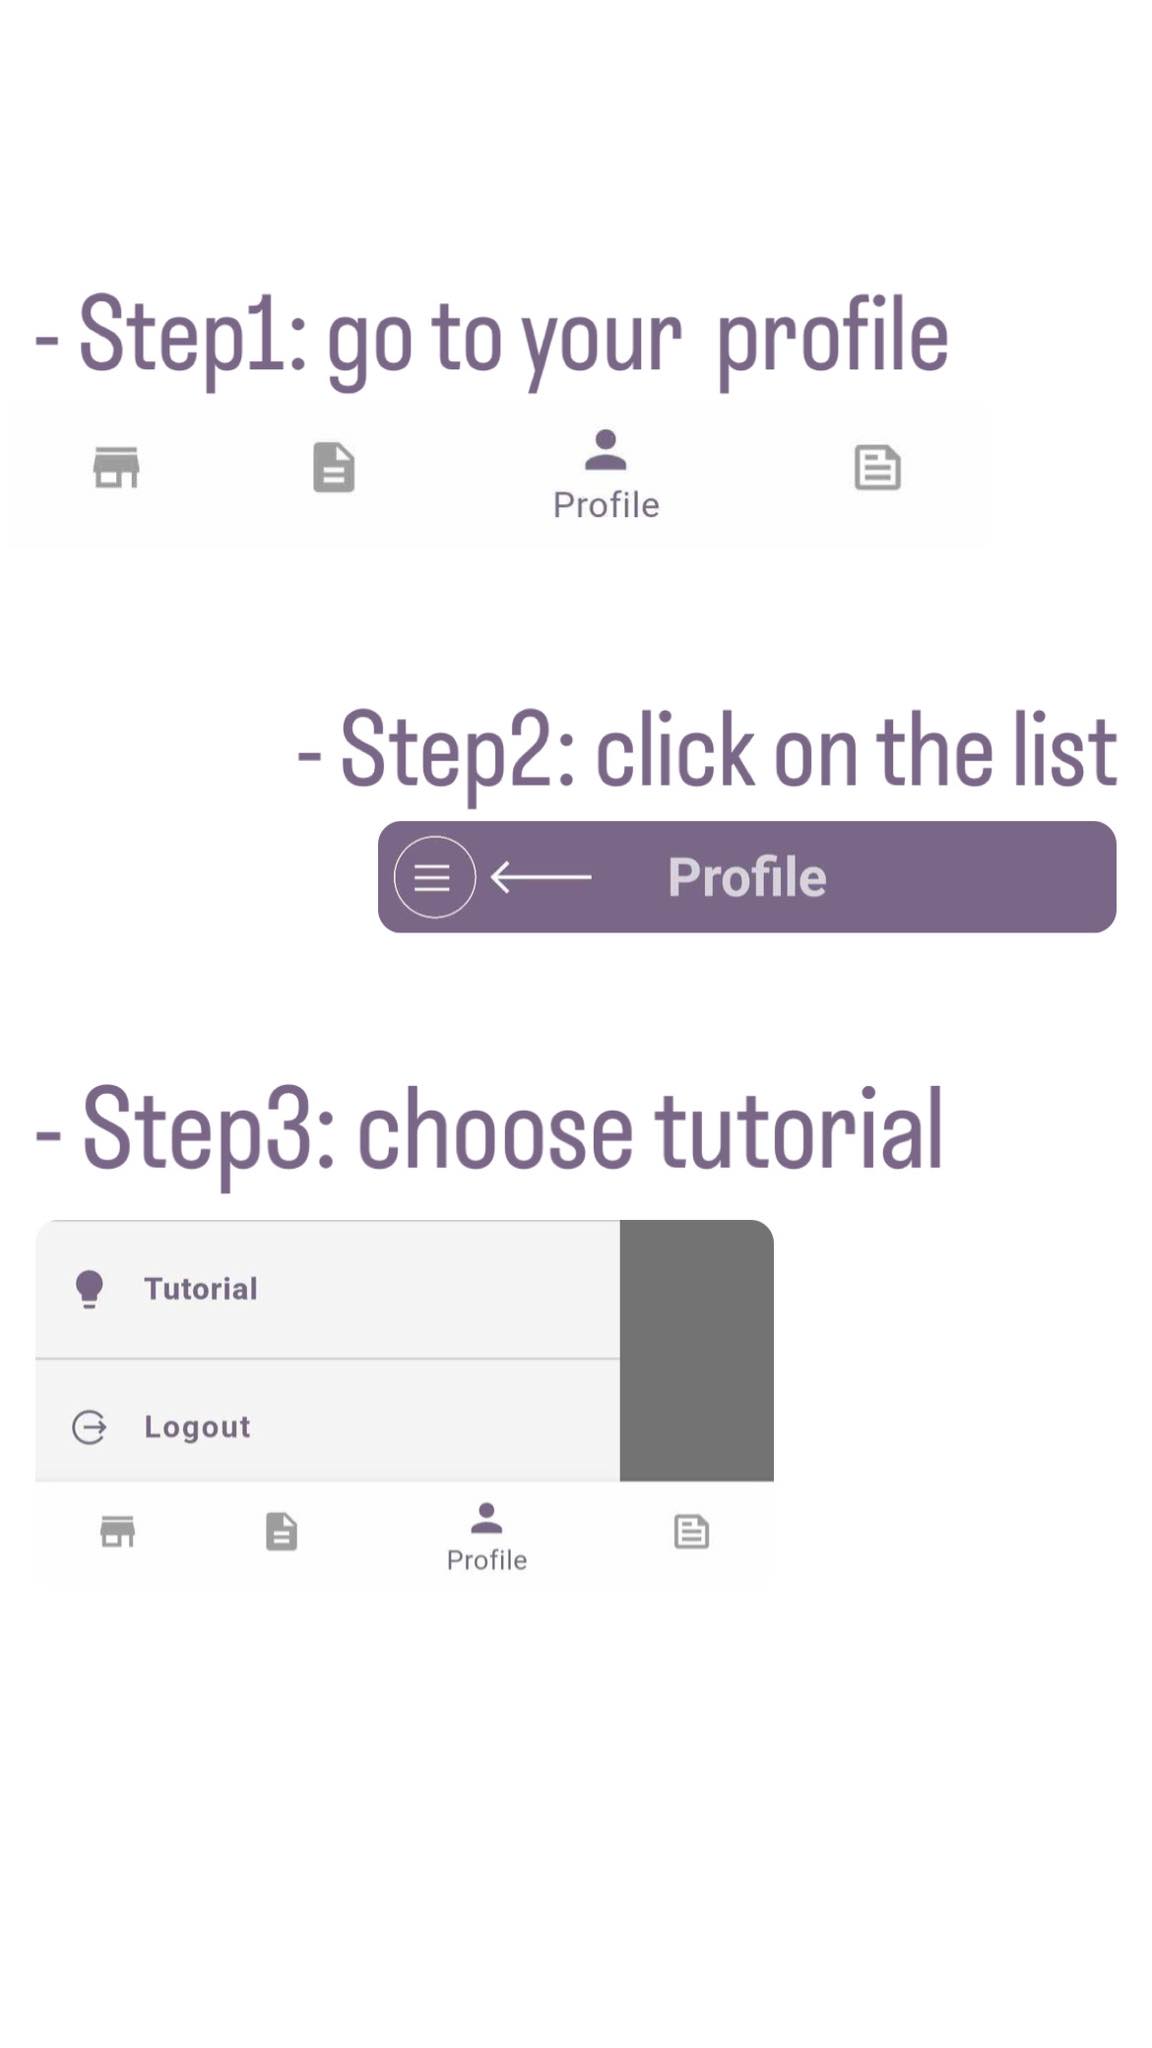 - Step1: go to your profile
Profile
- Step2: click on the list
Profile
- Step3: choose tutorial
Tutorial
Logout
Profile